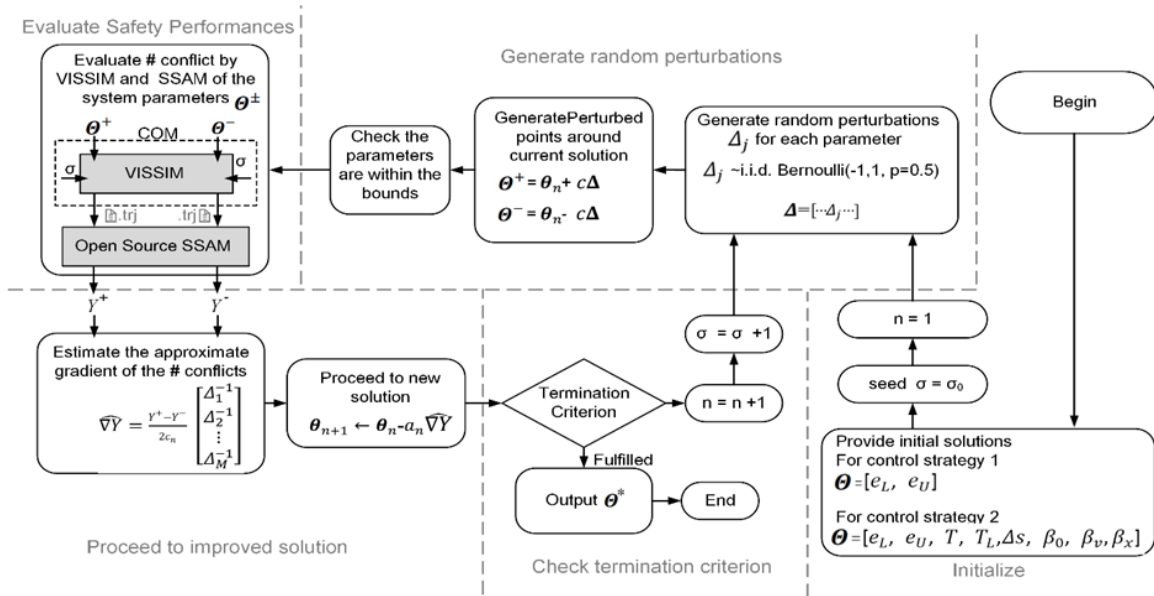 Evaluate Safety Performances
Evaluate # conflict by
VISSIM and SSAM of the
system parameters Θ±
Θ+
Θ−
COM
σ
σ
VISSIM
.trj
.trj
Open Source SSAM
Y+
Y-
Generate random perturbations
Check the
parameters
are within the
bounds
GeneratePerturbed
points around
current solution
Θ+ = θn+ cΔ
Θ− = θn- cΔ
Generate random perturbations
Δj for each parameter
Δj ~i.i.d. Bernoulli(-1,1, p=0.5)
Δ=[···Δj···]
Begin
Estimate the approximate
gradient of the # conflicts
∇̂Y = (Y+−Y−)/(2cn) [Δ1−1 Δ2−1 ⋮ ΔM−1]
Proceed to new
solution
θn+1 ← θn-an∇̂Y
Proceed to improved solution
Termination
Criterion
Fulfilled
Output Θ*
End
σ = σ +1
n = n +1
Check termination criterion
n = 1
seed σ = σ0
Provide initial solutions
For control strategy 1
Θ=[eL, eU]
For control strategy 2
Θ=[eL, eU, T, TL,Δs, β0, βv,βx]
Initialize